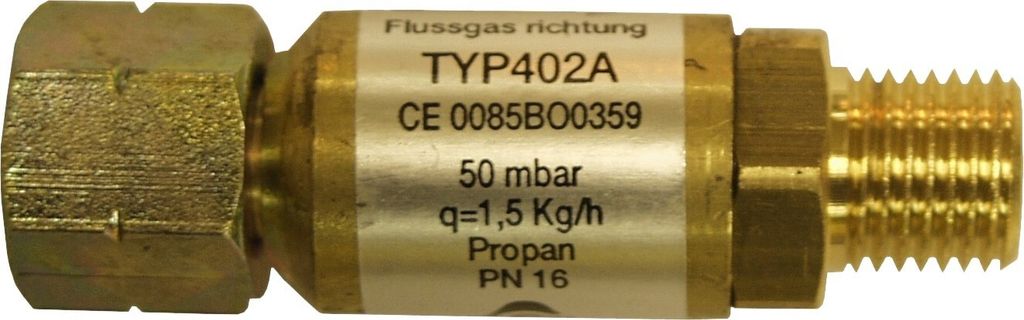 Flussgas richtung
TYP402A
CE 0085BO0359
50 mbar
q=1,5 Kg/h
Propan
PN 16